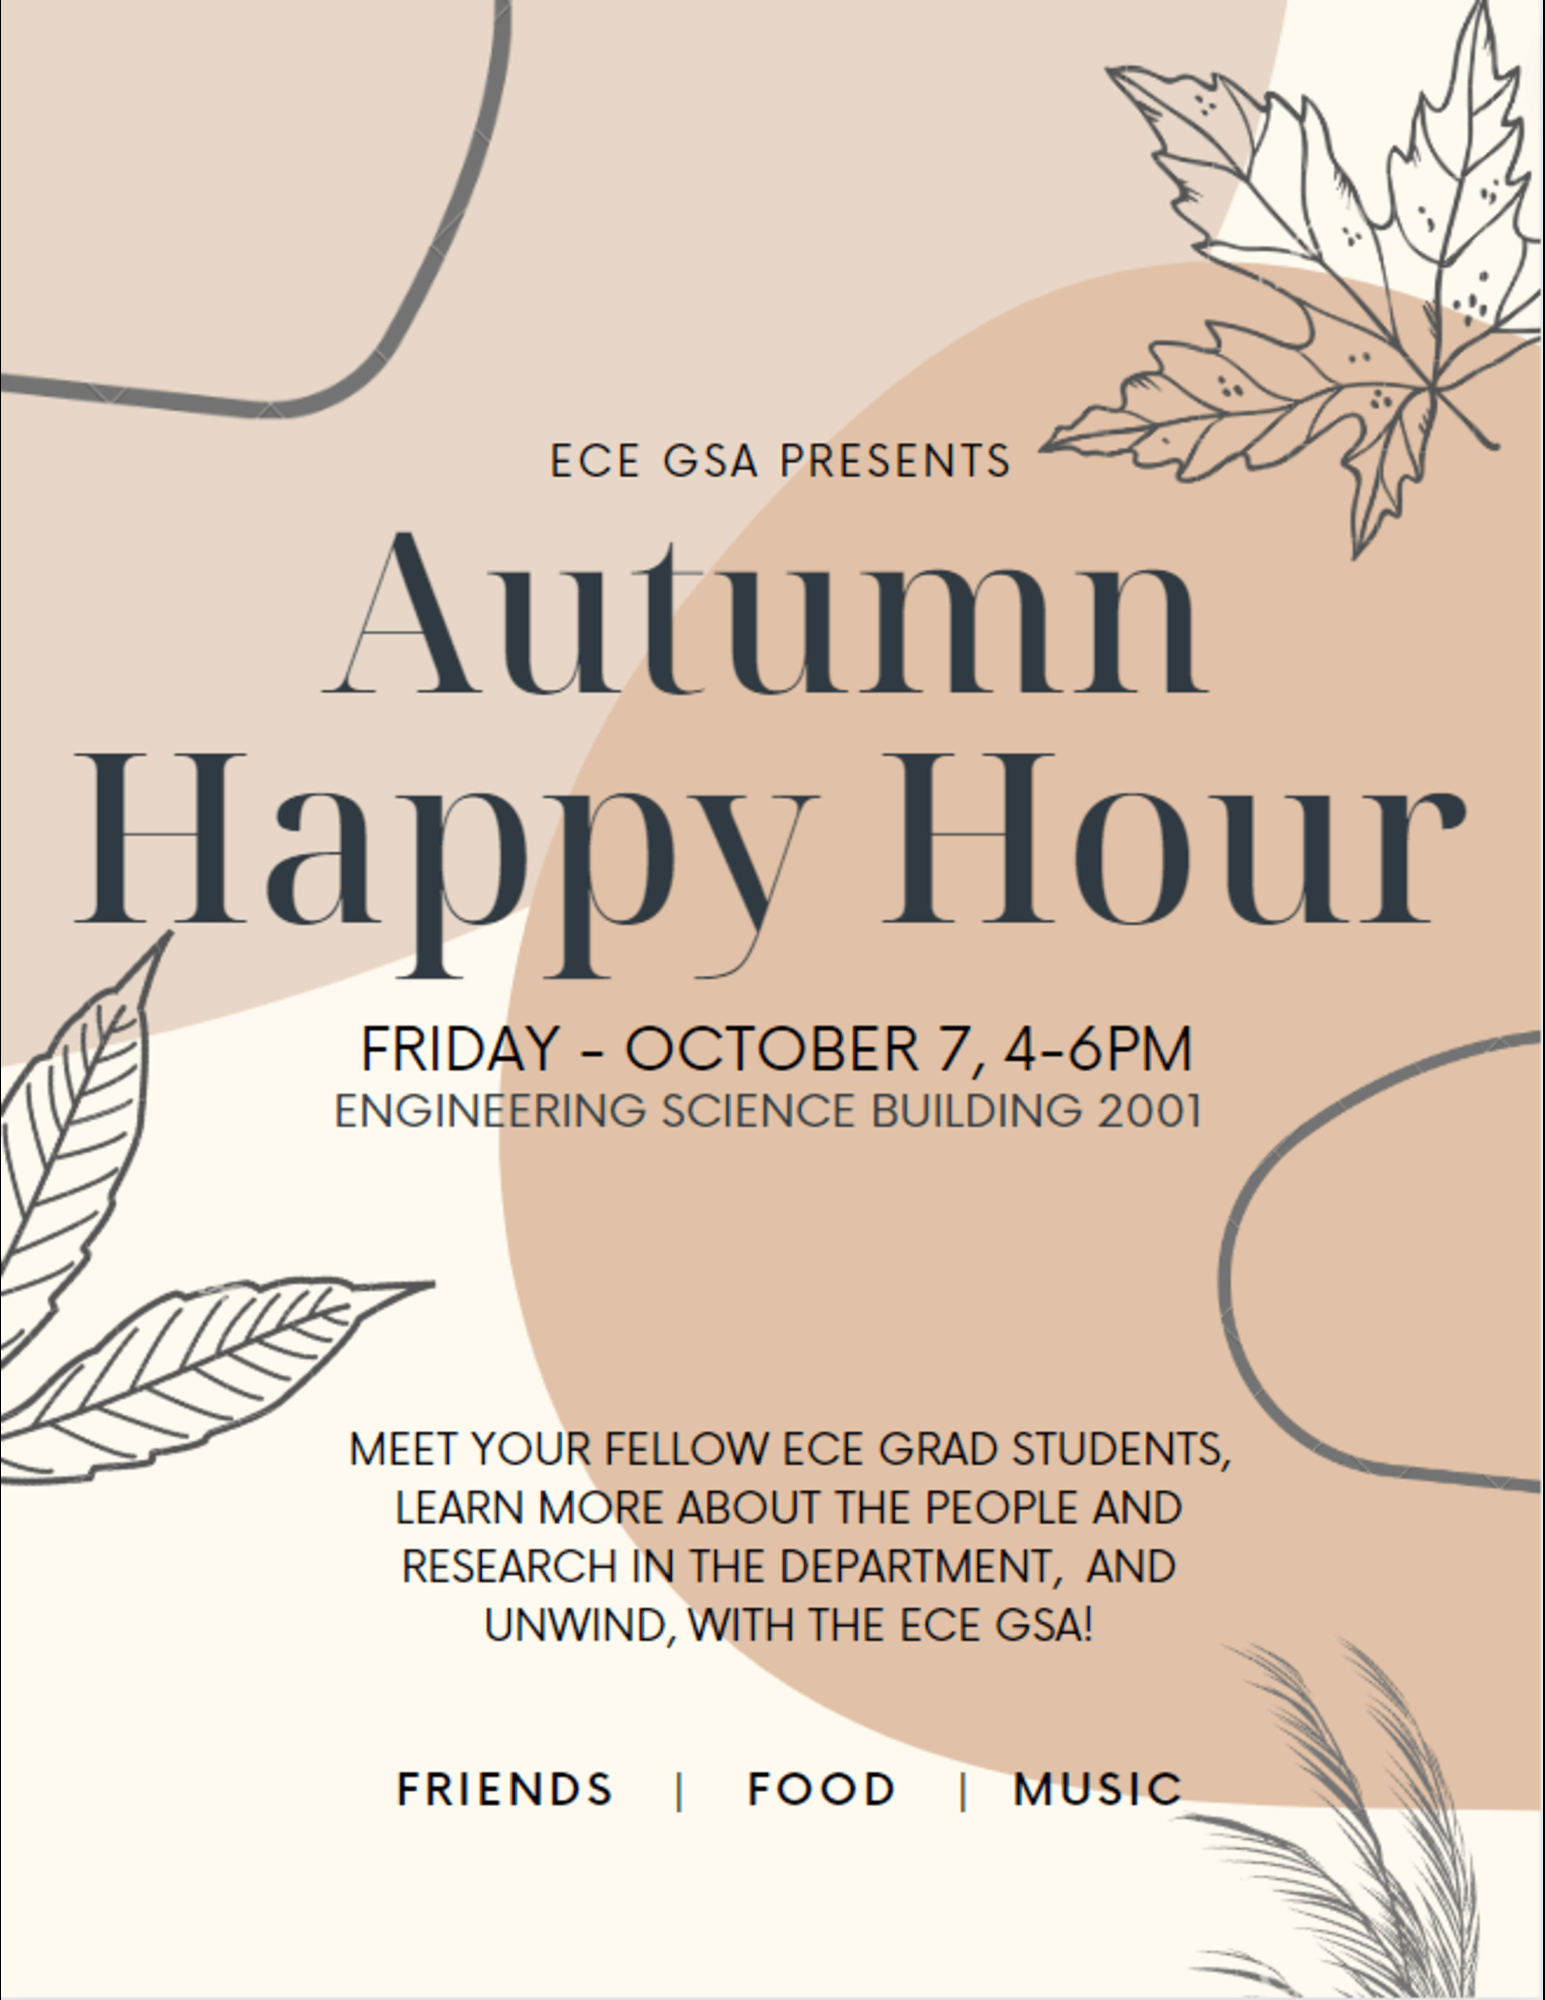 ECE GSA PRESENTS
Autumn
Happy Hour
FRIDAY - OCTOBER 7, 4-6PM
ENGINEERING SCIENCE BUILDING 2001
MEET YOUR FELLOW ECE GRAD STUDENTS,
LEARN MORE ABOUT THE PEOPLE AND
RESEARCH IN THE DEPARTMENT, AND
UNWIND, WITH THE ECE GSA!
FRIENDS | FOOD | MUSIC